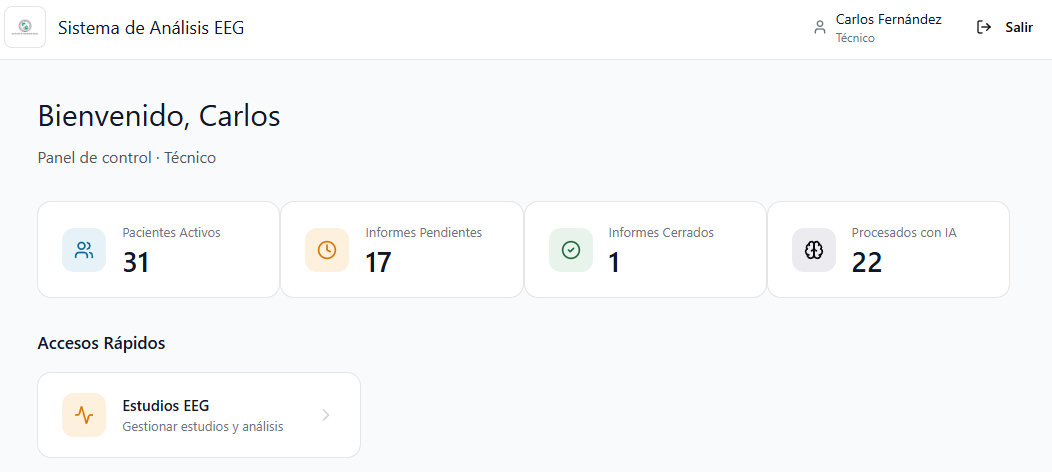 Sistema de Análisis EEG
Carlos Fernández
Técnico
Salir
Bienvenido, Carlos
Panel de control · Técnico
Pacientes Activos
31
Informes Pendientes
17
Informes Cerrados
1
Procesados con IA
22
Accesos Rápidos
Estudios EEG
Gestionar estudios y análisis